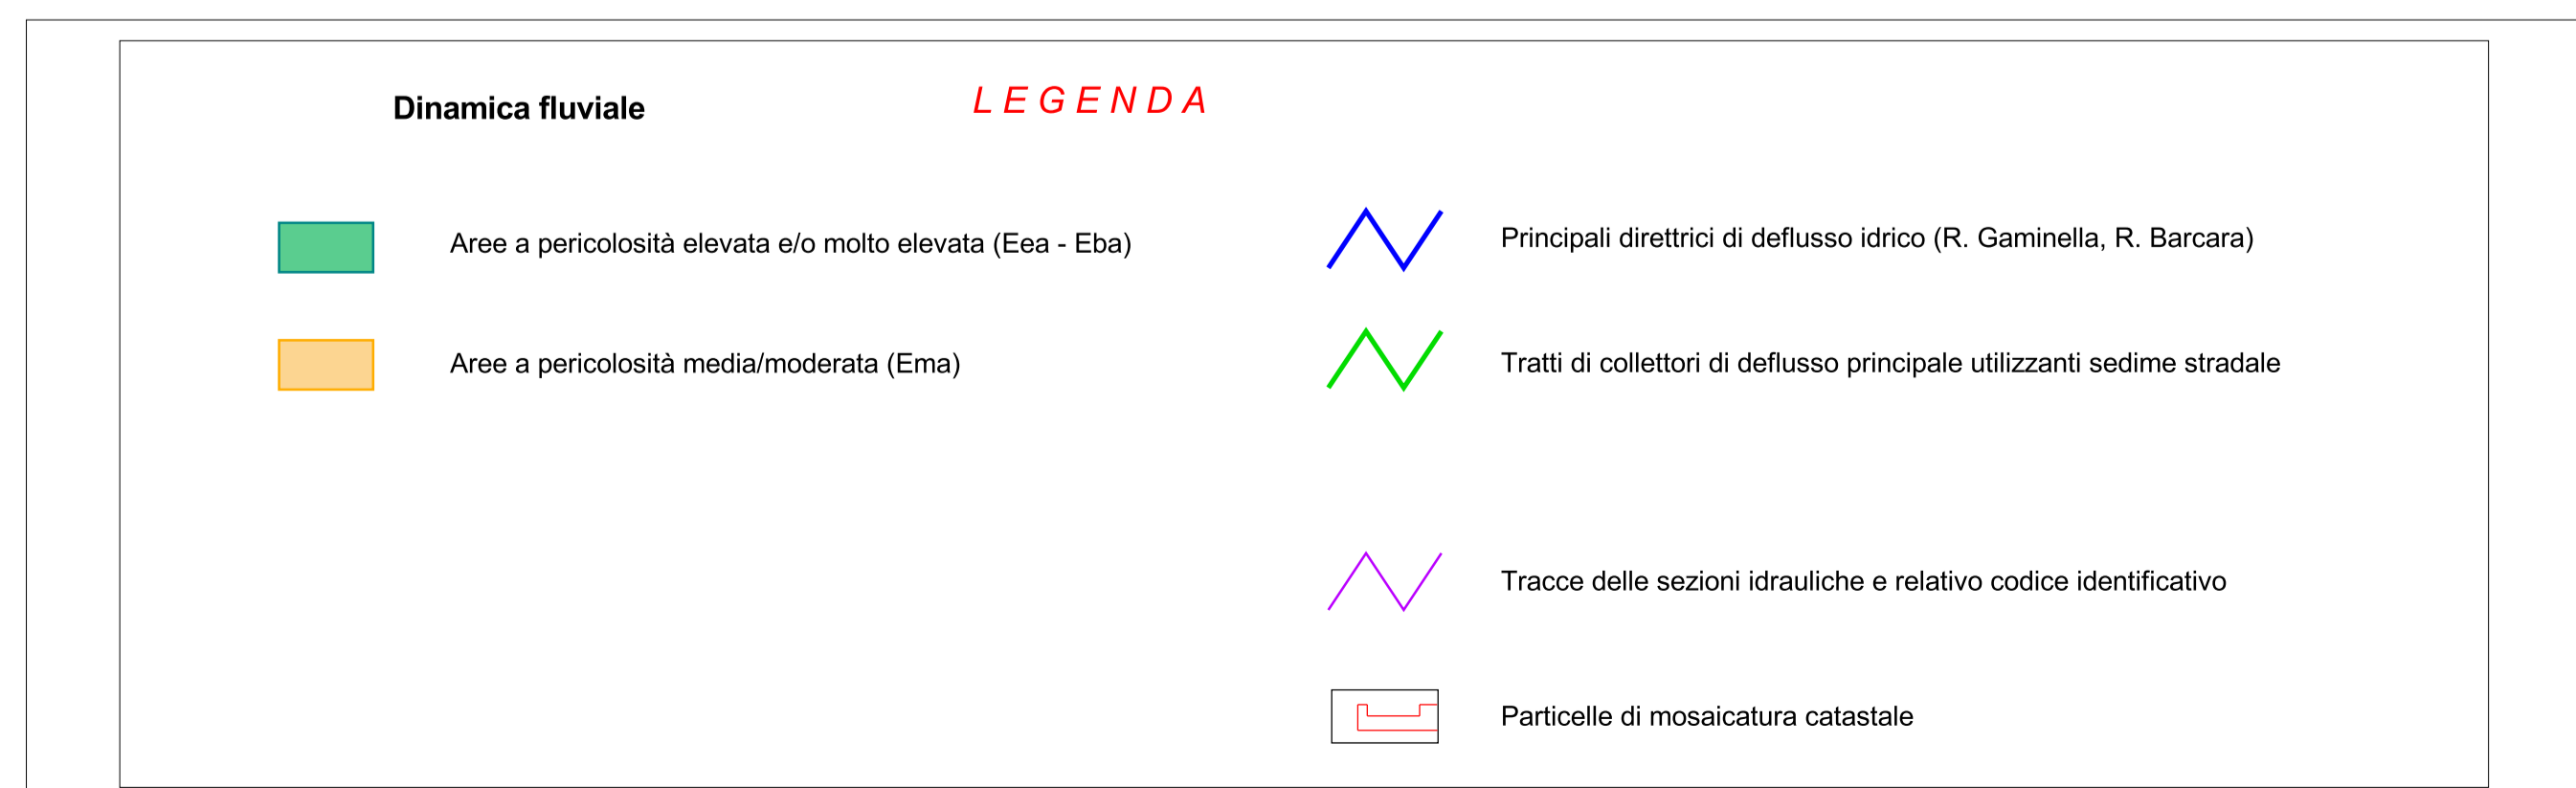 Dinamica fluviale
LEGENDA
Aree a pericolosità elevata e/o molto elevata (Eea - Eba)
Aree a pericolosità media/moderata (Ema)
Principali direttrici di deflusso idrico (R. Gaminella, R. Barcara)
Tratti di collettori di deflusso principale utilizzanti sedime stradale
Tracce delle sezioni idrauliche e relativo codice identificativo
Particelle di mosaicatura catastale